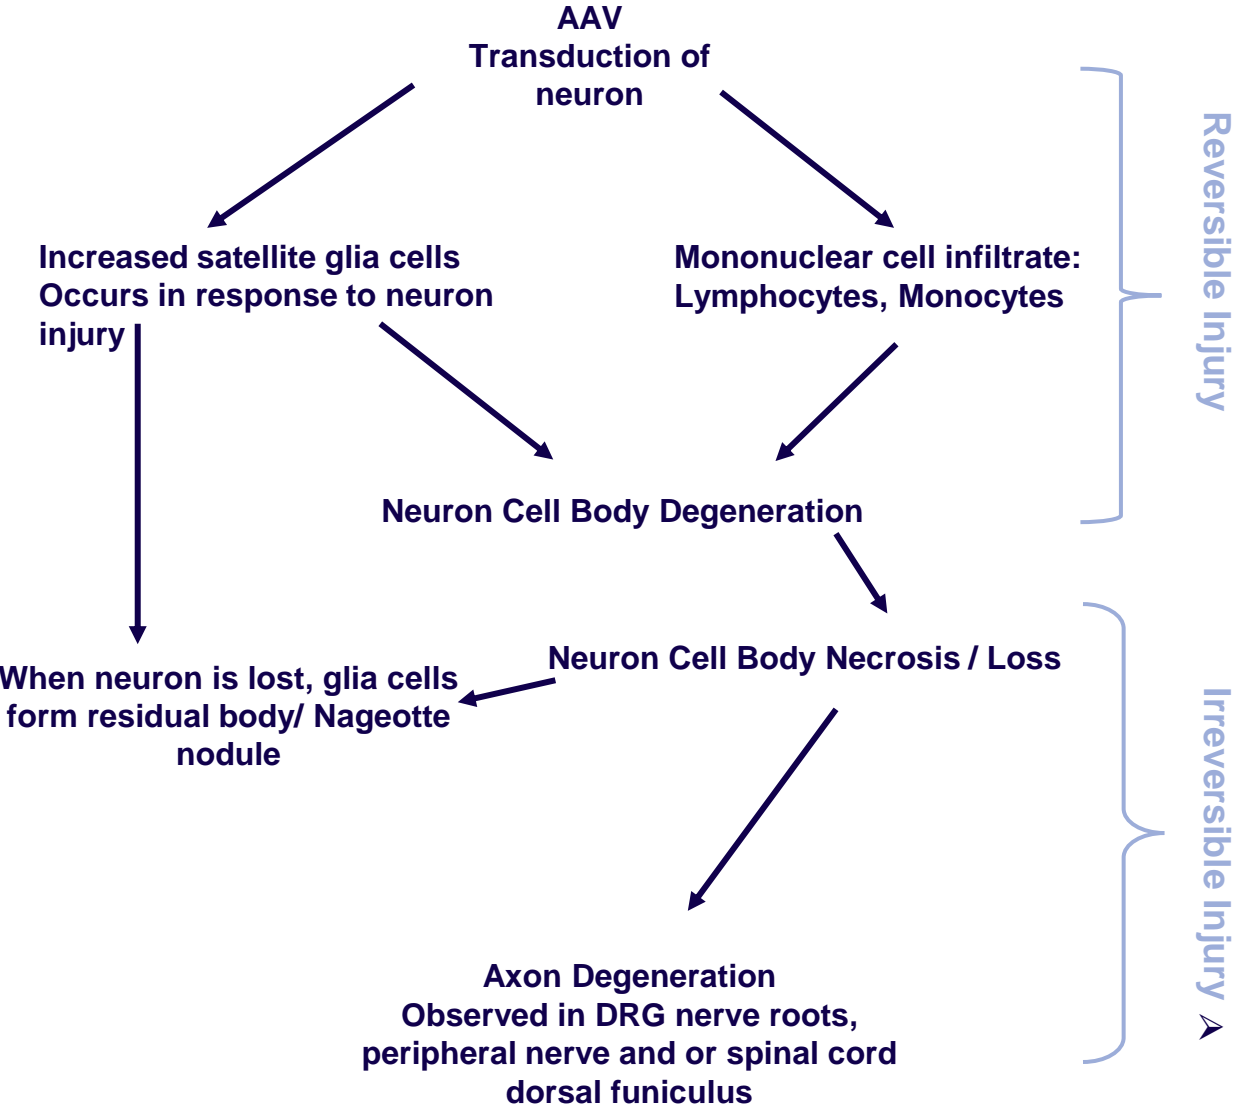 AAV
Transduction of
neuron
Increased satellite glia cells
Occurs in response to neuron
injury
Mononuclear cell infiltrate:
Lymphocytes, Monocytes
Reversible Injury
Neuron Cell Body Degeneration
Neuron Cell Body Necrosis / Loss
When neuron is lost, glia cells
form residual body/ Nageotte
nodule
Irreversible Injury
Axon Degeneration
Observed in DRG nerve roots,
peripheral nerve and or spinal cord
dorsal funiculus